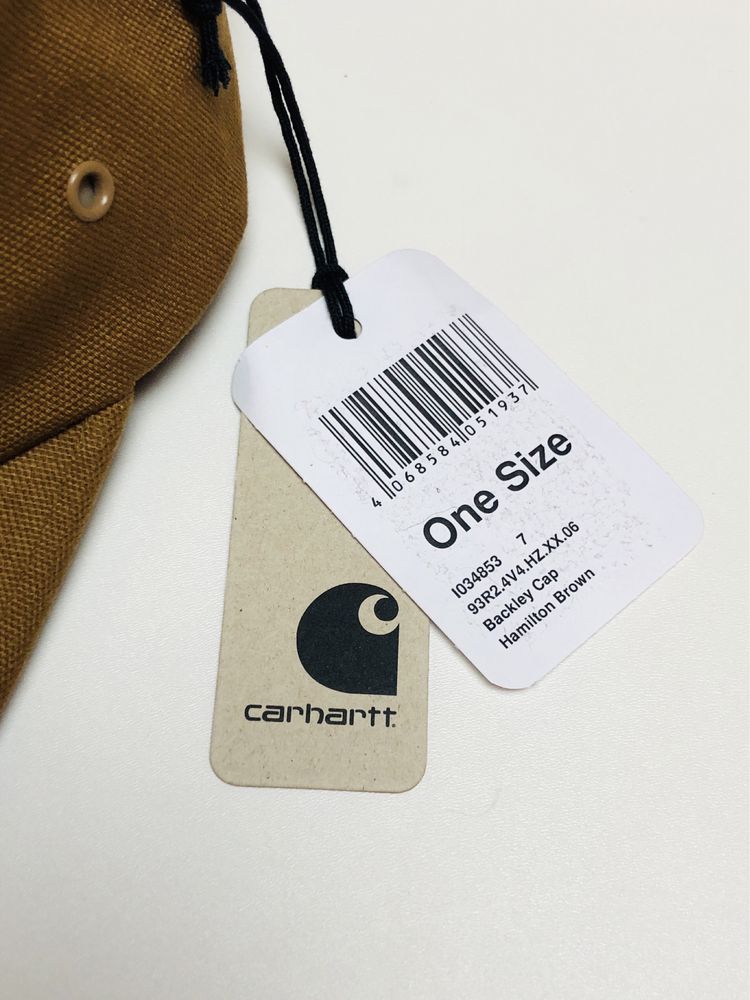 4 068584 051937
One Size
I034853 7
93R2.4V4.HZ.XX.06
Backley Cap
Hamilton Brown
carhartt.